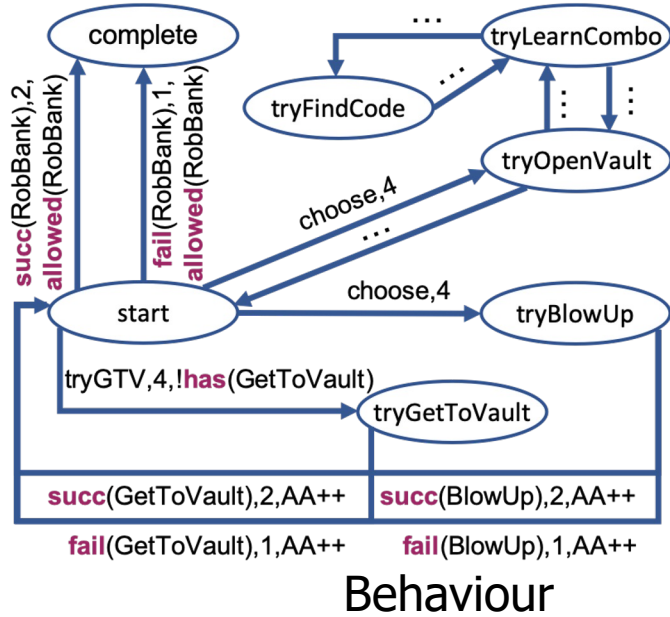 complete
...
tryLearnCombo
succ(RobBank),2,
allowed(RobBank)
fail(RobBank),1,
allowed(RobBank)
tryFindCode
...
...
...
tryOpenVault
choose,4
...
start
choose,4
tryBlowUp
tryGTV,4,!has(GetToVault)
tryGetToVault
succ(GetToVault),2,AA++
succ(BlowUp),2,AA++
fail(GetToVault),1,AA++
fail(BlowUp),1,AA++
Behaviour